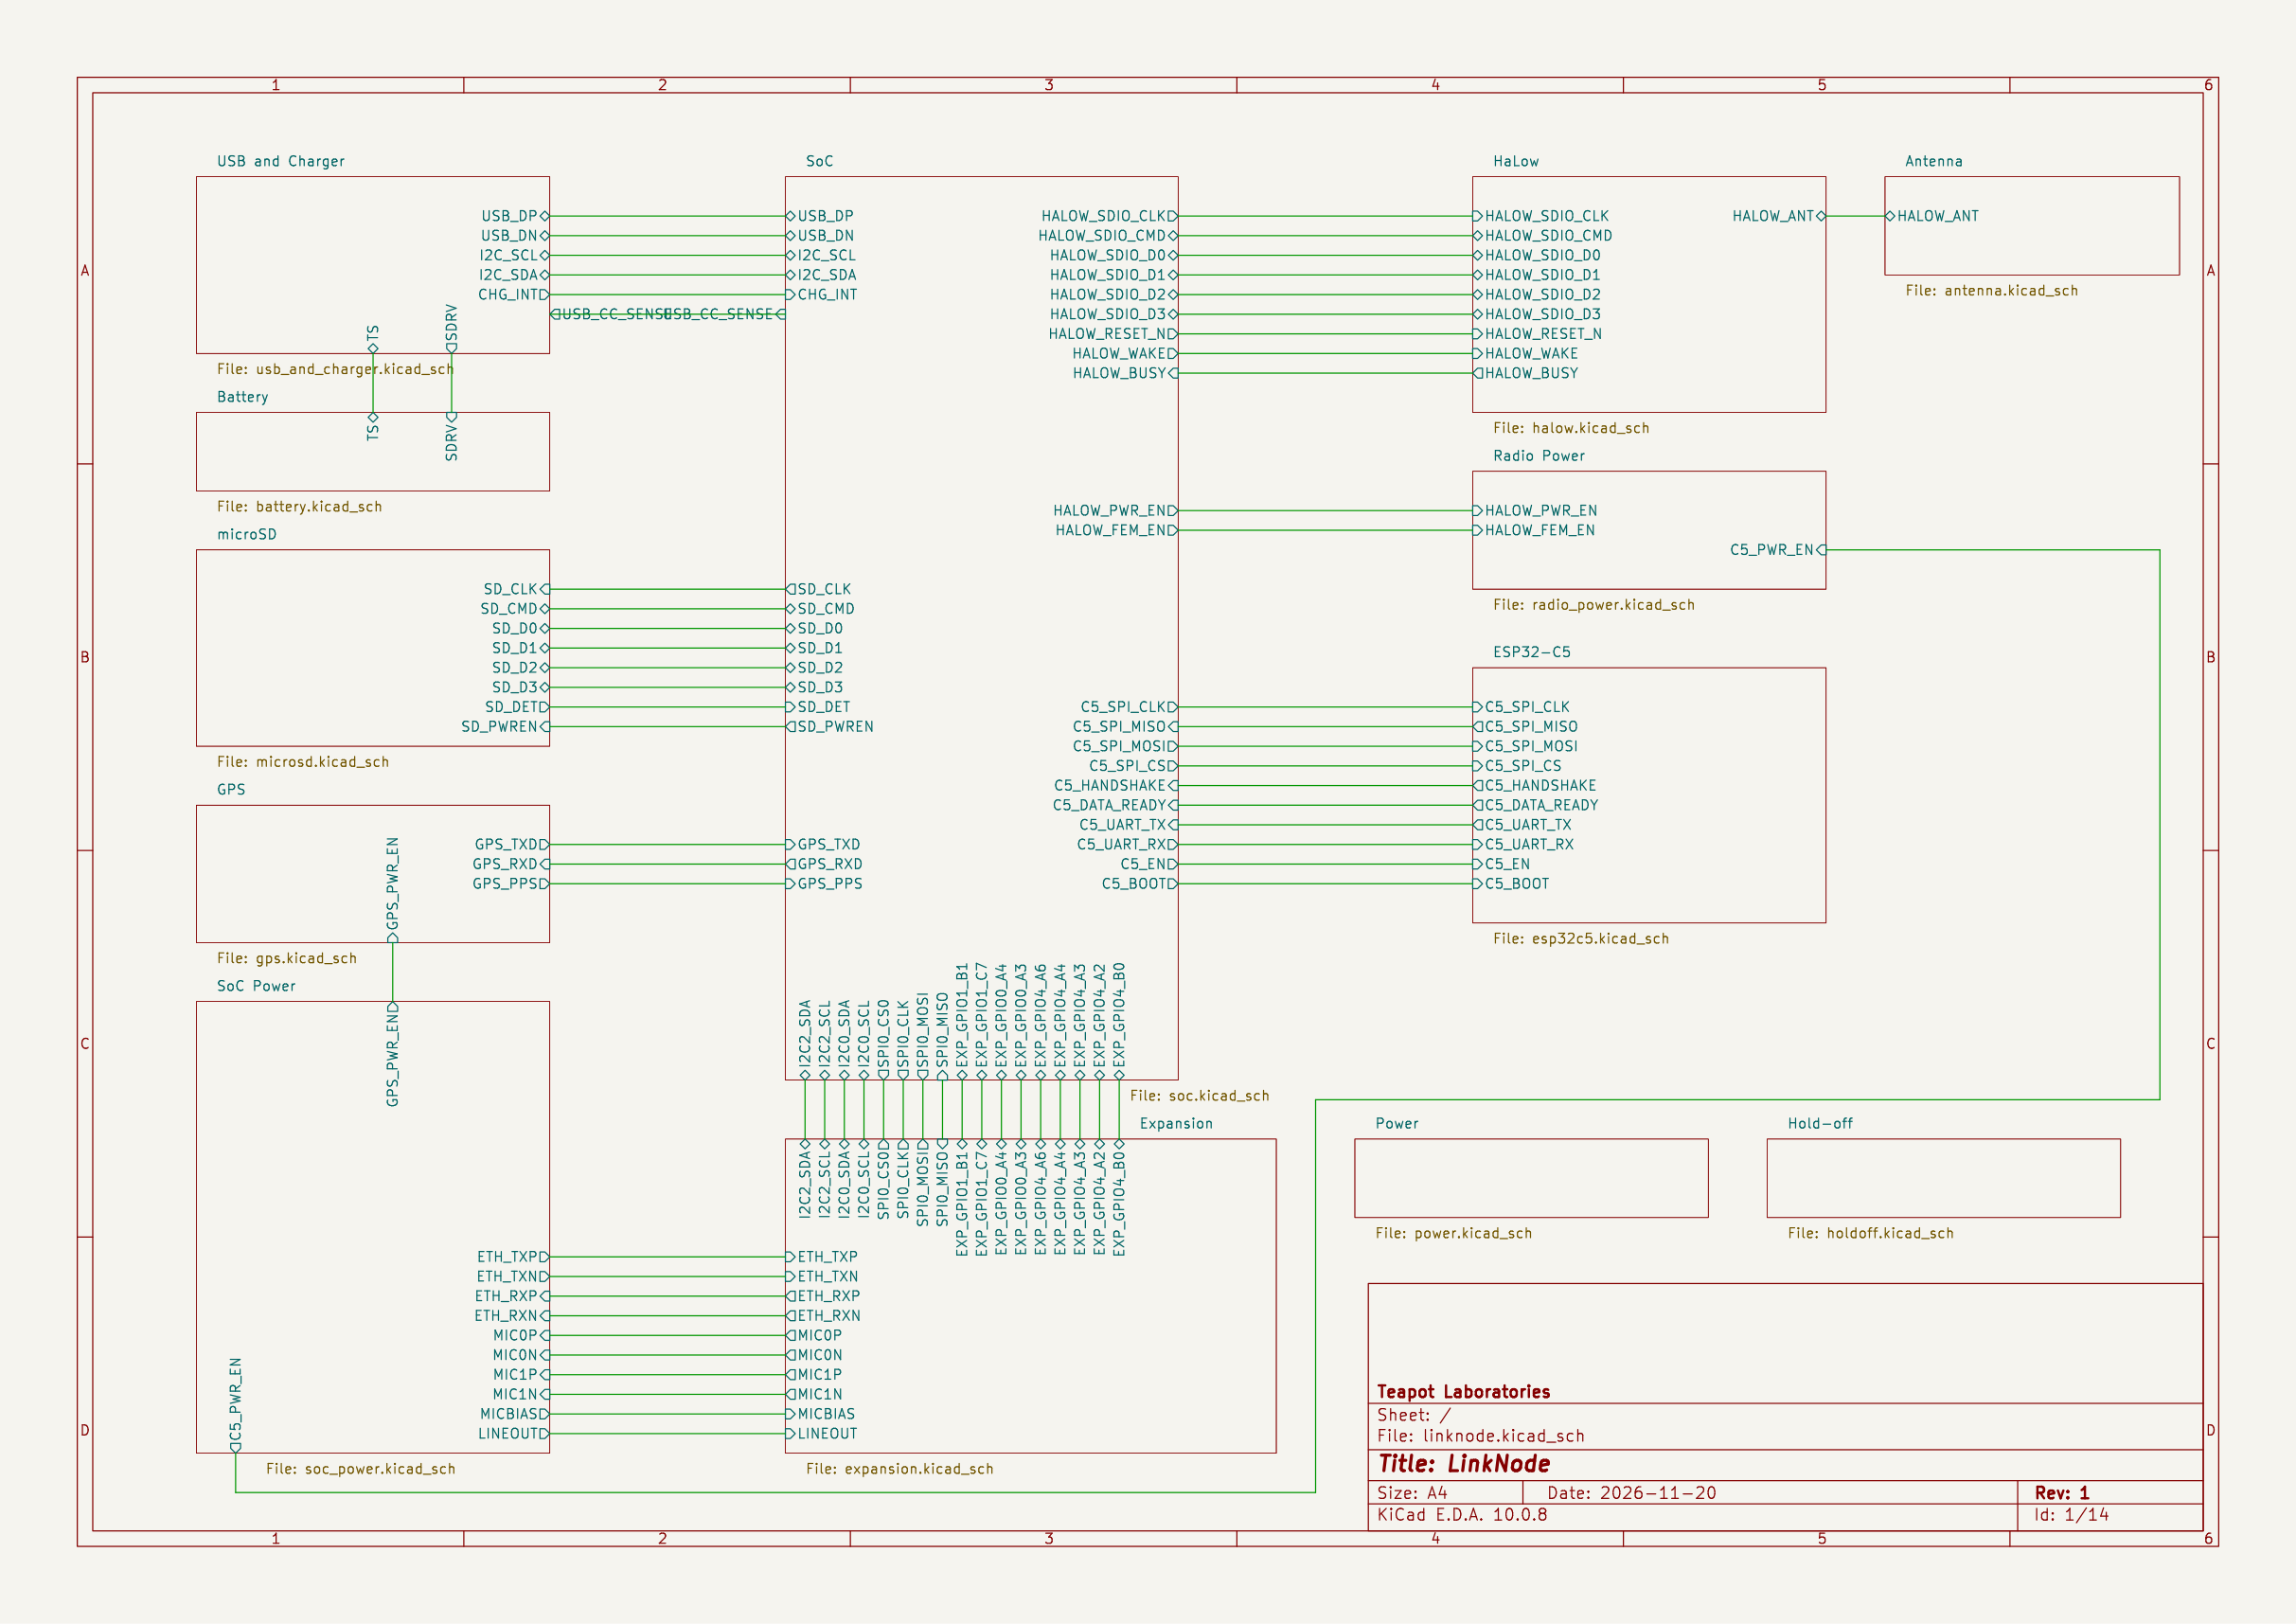 1 2 3 4 5 6
A
B
C
D
A
B
C
D
1 2 3 4 5 6
USB and Charger
USB_DP
USB_DN
I2C_SCL
I2C_SDA
CHG_INT
USB_CC_SENSE
TS
SDRV
File: usb_and_charger.kicad_sch
Battery
TS
SDRV
File: battery.kicad_sch
microSD
SD_CLK
SD_CMD
SD_D0
SD_D1
SD_D2
SD_D3
SD_DET
SD_PWREN
File: microsd.kicad_sch
GPS
GPS_TXD
GPS_RXD
GPS_PPS
GPS_PWR_EN
File: gps.kicad_sch
SoC Power
GPS_PWR_EN
ETH_TXP
ETH_TXN
ETH_RXP
ETH_RXN
MIC0P
MIC0N
MIC1P
MIC1N
MICBIAS
LINEOUT
C5_PWR_EN
File: soc_power.kicad_sch
SoC
USB_DP
USB_DN
I2C_SCL
I2C_SDA
CHG_INT
USB_CC_SENSE
SD_CLK
SD_CMD
SD_D0
SD_D1
SD_D2
SD_D3
SD_DET
SD_PWREN
GPS_TXD
GPS_RXD
GPS_PPS
HALOW_SDIO_CLK
HALOW_SDIO_CMD
HALOW_SDIO_D0
HALOW_SDIO_D1
HALOW_SDIO_D2
HALOW_SDIO_D3
HALOW_RESET_N
HALOW_WAKE
HALOW_BUSY
HALOW_PWR_EN
HALOW_FEM_EN
C5_SPI_CLK
C5_SPI_MISO
C5_SPI_MOSI
C5_SPI_CS
C5_HANDSHAKE
C5_DATA_READY
C5_UART_TX
C5_UART_RX
C5_EN
C5_BOOT
I2C2_SDA
I2C2_SCL
I2C0_SDA
I2C0_SCL
SPI0_CS0
SPI0_CLK
SPI0_MOSI
SPI0_MISO
EXP_GPIO1_B1
EXP_GPIO1_C7
EXP_GPIO0_A4
EXP_GPIO0_A3
EXP_GPIO4_A6
EXP_GPIO4_A4
EXP_GPIO4_A3
EXP_GPIO4_A2
EXP_GPIO4_B0
File: soc.kicad_sch
Expansion
I2C2_SDA
I2C2_SCL
I2C0_SDA
I2C0_SCL
SPI0_CS0
SPI0_CLK
SPI0_MOSI
SPI0_MISO
EXP_GPIO1_B1
EXP_GPIO1_C7
EXP_GPIO0_A4
EXP_GPIO0_A3
EXP_GPIO4_A6
EXP_GPIO4_A4
EXP_GPIO4_A3
EXP_GPIO4_A2
EXP_GPIO4_B0
ETH_TXP
ETH_TXN
ETH_RXP
ETH_RXN
MIC0P
MIC0N
MIC1P
MIC1N
MICBIAS
LINEOUT
File: expansion.kicad_sch
HaLow
HALOW_SDIO_CLK
HALOW_SDIO_CMD
HALOW_SDIO_D0
HALOW_SDIO_D1
HALOW_SDIO_D2
HALOW_SDIO_D3
HALOW_RESET_N
HALOW_WAKE
HALOW_BUSY
HALOW_ANT
File: halow.kicad_sch
Antenna
HALOW_ANT
File: antenna.kicad_sch
Radio Power
HALOW_PWR_EN
HALOW_FEM_EN
C5_PWR_EN
File: radio_power.kicad_sch
ESP32-C5
C5_SPI_CLK
C5_SPI_MISO
C5_SPI_MOSI
C5_SPI_CS
C5_HANDSHAKE
C5_DATA_READY
C5_UART_TX
C5_UART_RX
C5_EN
C5_BOOT
File: esp32c5.kicad_sch
Power
File: power.kicad_sch
Hold-off
File: holdoff.kicad_sch
Teapot Laboratories
Sheet: /
File: linknode.kicad_sch
Title: LinkNode
Size: A4 Date: 2026-11-20 Rev: 1
KiCad E.D.A. 10.0.8 Id: 1/14